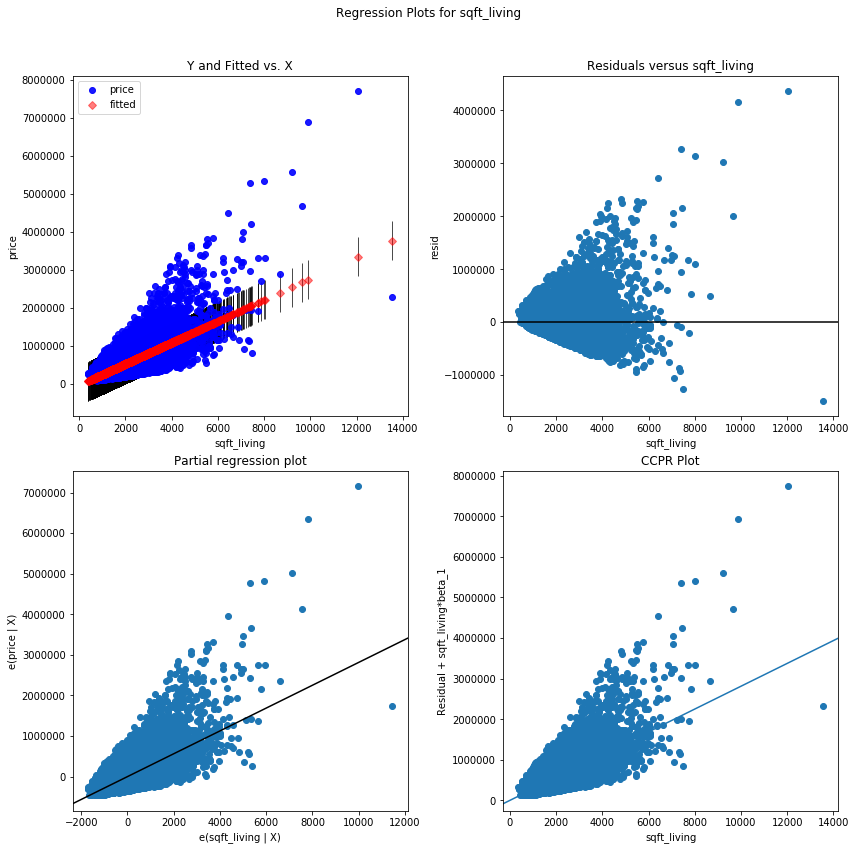 Regression Plots for sqft_living
Y and Fitted vs. X
8000000
7000000
6000000
5000000
4000000
3000000
2000000
1000000
0
price
price
fitted
0 2000 4000 6000 8000 10000 12000 14000
sqft_living
Residuals versus sqft_living
4000000
3000000
2000000
1000000
0
−1000000
resid
0 2000 4000 6000 8000 10000 12000 14000
sqft_living
Partial regression plot
7000000
6000000
5000000
4000000
3000000
2000000
1000000
0
e(price | X)
−2000 0 2000 4000 6000 8000 10000 12000
e(sqft_living | X)
CCPR Plot
8000000
7000000
6000000
5000000
4000000
3000000
2000000
1000000
0
Residual + sqft_living*beta_1
0 2000 4000 6000 8000 10000 12000 14000
sqft_living